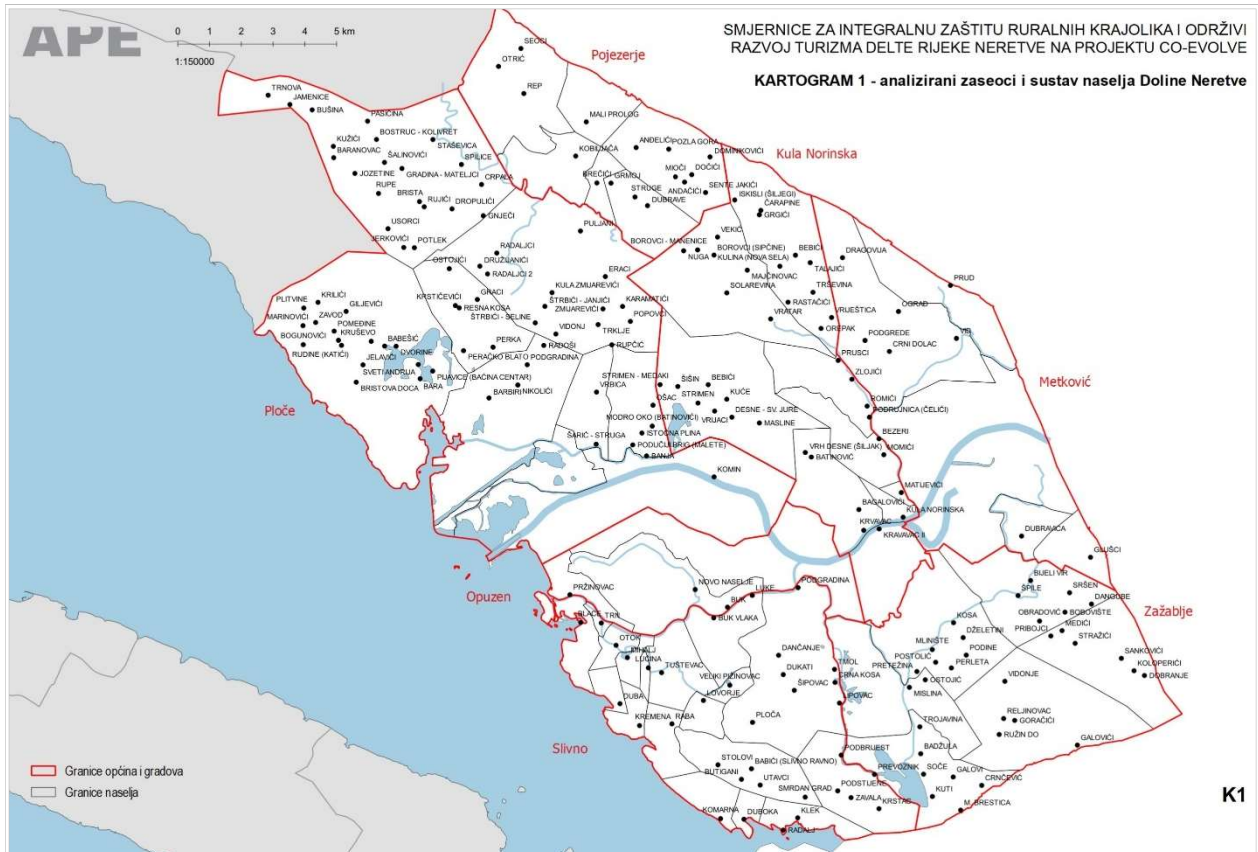 APE
0 1 2 3 4 5 km
1:150000
SMJERNICE ZA INTEGRALNU ZAŠTITU RURALNIH KRAJOLIKA I ODRŽIVI
RAZVOJ TURIZMA DELTE RIJEKE NERETVE NA PROJEKTU CO-EVOLVE
KARTOGRAM 1 - analizirani zaseoci i sustav naselja Doline Neretve
Pojezerje
Kula Norinska
Metković
Ploče
Opuzen
Zažablje
Slivno
SEOCI
OTRIĆ
REP
MALI PROLOG
TRNOVA
JAMENICE
BUŠINA
PASIČINA
BOSTRUC - KOLIVRET
KUŽIĆI
BARANOVAC
STAŠEVICA
ŠALINOVIĆI
SPILICE
JOZETINE
GRADINA - MATELJCI
CRPALA
RUPE
BRISTA
RUJIĆI
DROPULIĆI
GNJEČI
USORCI
JERKOVIĆI
POTLEK
KOBILJAČA
ANĐELIĆI
POZLA GORA
DOMINIKOVIĆI
MIOČI
DOČIĆI
BREČIĆI
GRMOJ
ANDAČIĆI
STRUGE
SENTE JAKIĆI
DUBRAVE
ISKISLI (ŠILJEGI)
ČARAPINE
GRGIĆI
PULJANI
VEKIĆ
BOROVCI - MANENICE
BOROVCI (SIPČINE)
BEBIĆI
NUGA
KULINA (NOVA SELA)
TALAJIĆI
DRAGOVIJA
MAJČINOVAC
SOLAREVINA
TRŠEVINA
PRUD
RADALJCI
DRUŽIJANIĆI
OSTOJIĆI
RADALJCI 2
ERACI
KULA ZMIJAREVIĆI
KRSTIČEVIĆI
GRACI
RESNA KOSA
ŠTRBIĆI - JANJIĆI
ZMIJAREVIĆI
KARAMATIĆI
ŠTRBIĆI - SELINE
POPOVCI
VIDONJ
TRKLJE
RADOŠI
RUPČIĆ
RASTAČIĆI
VRIJEŠTICA
OGRAD
VRATAR
OREPAK
PODGREDE
VID
CRNI DOLAC
PRUSCI
ZLOJIĆI
PLITVINE
KRILIĆI
GILJEVIĆI
MARINOVIĆI
ZAVOD
POMEDINE
BOGUNOVIĆI
KRUŠEVO
BABEŠIĆ
RUDINE (KATIĆI)
DVORINE
JELAVIĆI
SVETI ANDRIJA
PIJAVICE (BAĆINA CENTAR)
BRISTOVA DOCA
BARA
PERKA
PERAČKO BLATO
PODGRADINA
BARBIRI
NIKOLIĆI
STRIMEN - MEDAKI
VRBICA
ŠIŠIN
BEBIĆI
STRIMEN
KUĆE
OŠAC
VRIJACI
DESNE - SV. JURE
MODRO OKO (BATINOVIĆI)
MASLINE
ISTOČNA PLINA
ŠARIĆ - STRUGA
PODUČIJEBRIG (MALETE)
BANJA
KOMIN
ROMIĆI
PODRUJNICA (ČELIĆI)
BEZERI
MOMIĆI
VRH DESNE (ŠILJAK)
BATINOVIĆ
MATIJEVIĆI
BAGALOVIĆI
KULA NORINSKA
KRVAVAC
KRAVAVAC II
DUBRAVICA
GLUŠCI
PRŽINOVAC
NOVO NASELJE
LUKE
PODGRADINA
BUK
BLACE
TRN
BUK VLAKA
OTOK
MIHALJ
LUČINA
TUŠTEVAC
DANČANJE
DUKATI
TMOL
VELIKI PIŽINOVAC
ŠIPOVAC
CRNA KOSA
LIPOVAC
DUBA
LOVORJE
KREMENA
RABA
PLOČA
BIJELI VIR
ŠPILE
SRŠEN
DANGUBE
OBRADOVIĆ
BOBOVIŠTE
KOSA
PRIBOJCI
MEDIĆI
STRAŽIĆI
DŽELETINI
MLINIŠTE
PODINE
SANKOVIĆI
POSTOLIĆ
KOLOPERIĆI
PRETEŽINA
PERLETA
DOBRANJE
OSTOJIĆ
VIDONJE
MISLINA
RELJINOVAC
GORAČIĆI
TROJAVINA
RUŽIN DO
GALOVIĆI
STOLOVI
BABIĆI (SLIVNO RAVNO)
PODBRIJEST
BADŽULA
BUTIGANI
UTAVCI
PREVOZNIK
SOČE
GALOVI
SMRDAN GRAD
PODSTIJENE
CRNČEVIĆ
ZAVALA
KUTI
KRSTAC
M. BRESTICA
KOMARNA
DUBOKA
KLEK
RADALJ
Granice općina i gradova
Granice naselja
K1